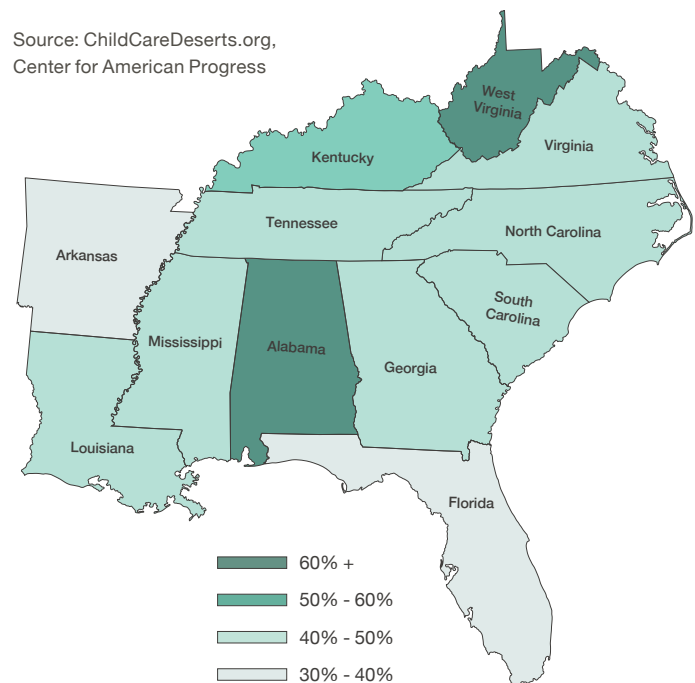 Source: ChildCareDeserts.org,
Center for American Progress
West
Virginia
Kentucky
Virginia
Tennessee
North Carolina
Arkansas
South
Carolina
Mississippi
Alabama
Georgia
Louisiana
Florida
60% +
50% - 60%
40% - 50%
30% - 40%